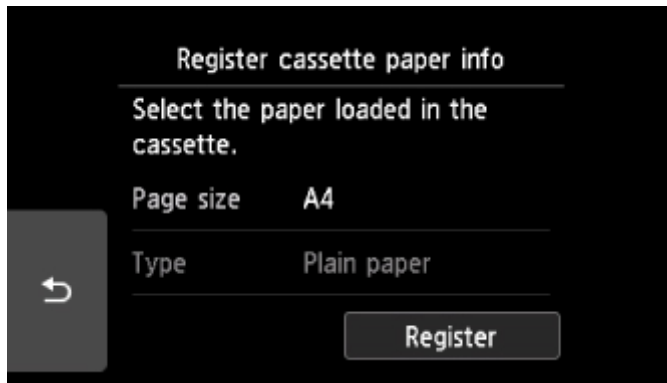 Register cassette paper info
Select the paper loaded in the
cassette.
Page size A4
Type Plain paper
Register